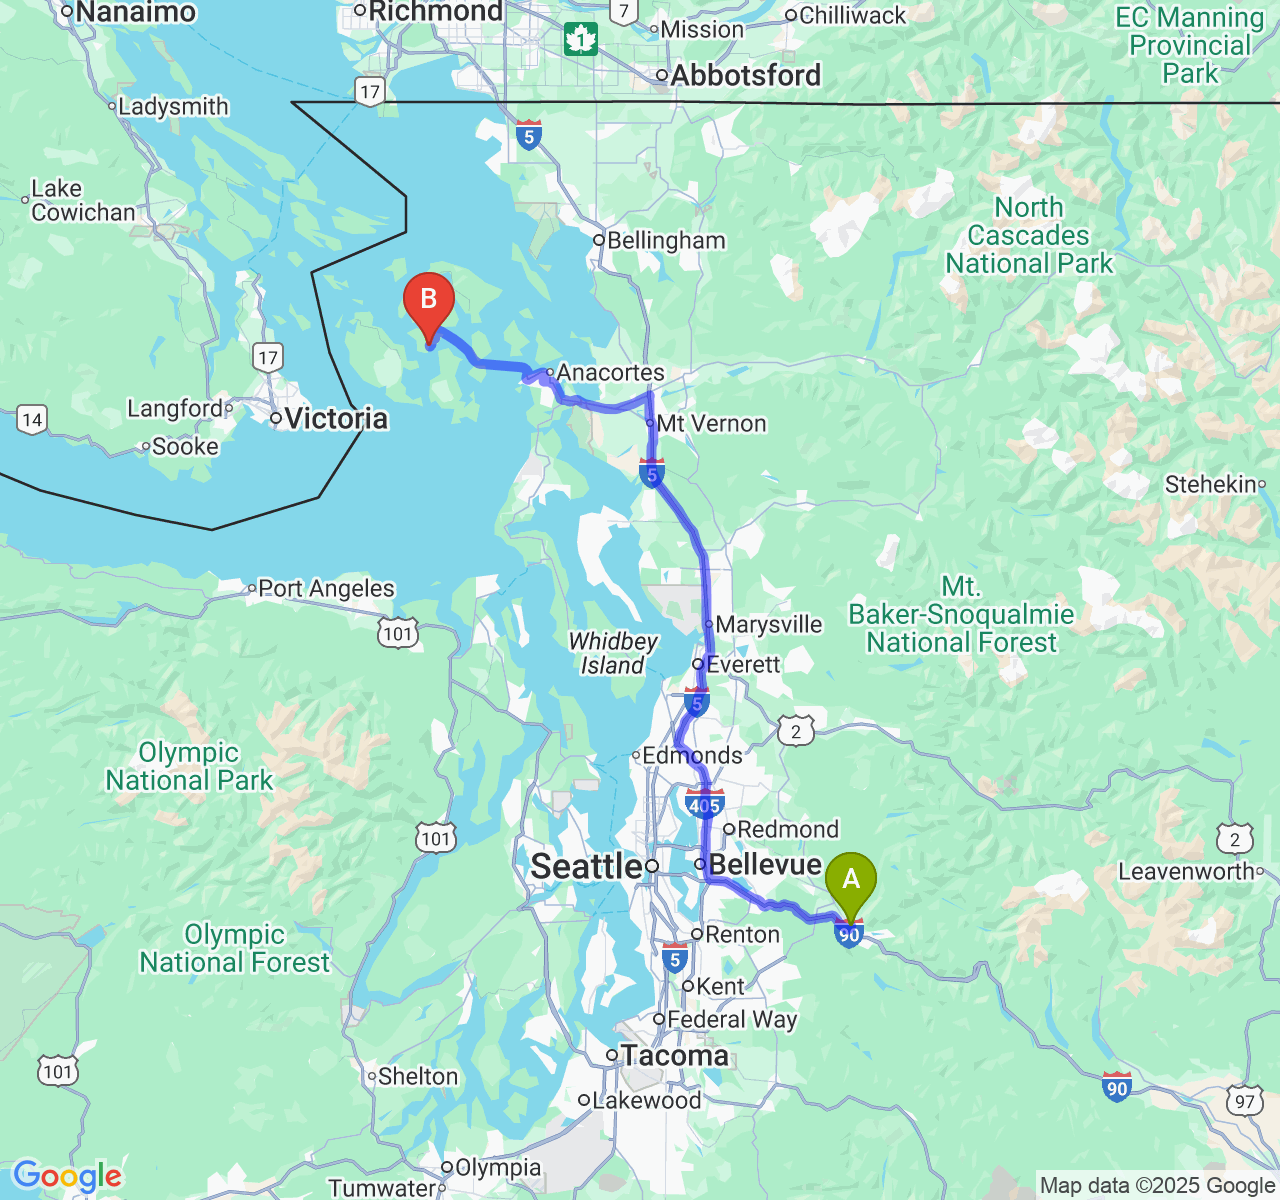 Nanaimo
Richmond
7
Mission
Chilliwack
EC Manning
Provincial
Park
1
Abbotsford
17
Ladysmith
5
Lake
Cowichan
Bellingham
North
Cascades
National Park
B
17
Anacortes
Langford
14
Victoria
Mt Vernon
Sooke
5
Stehekin
Port Angeles
101
Mt.
Baker-Snoqualmie
National Forest
Marysville
Whidbey
Island
Everett
5
2
Olympic
National Park
Edmonds
405
101
Redmond
2
Seattle
Bellevue
A
Leavenworth
90
Olympic
National Forest
Renton
5
Kent
Federal Way
Tacoma
101
Shelton
90
Lakewood
97
Olympia
Google
Tumwater
Map data ©2025 Google